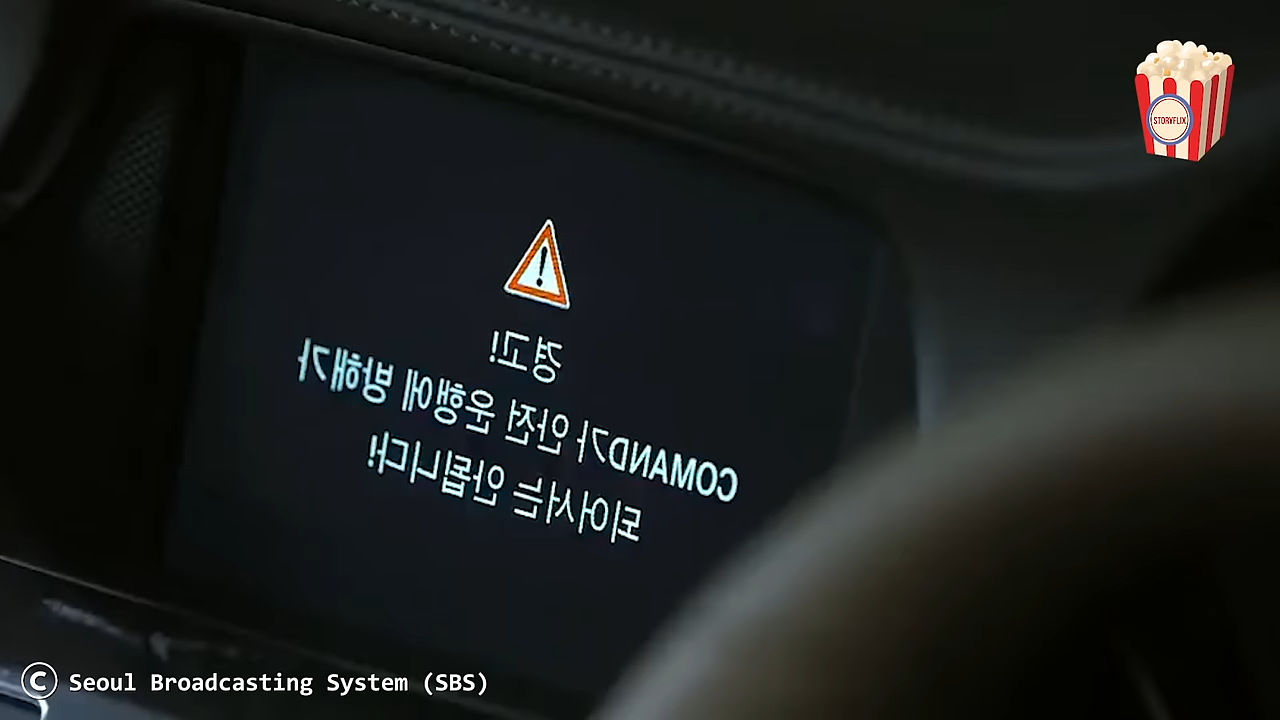 STORYFLIX
경고!
COMAND가 안전 운행에 방해가
되어서는 안됩니다!
© Seoul Broadcasting System (SBS)